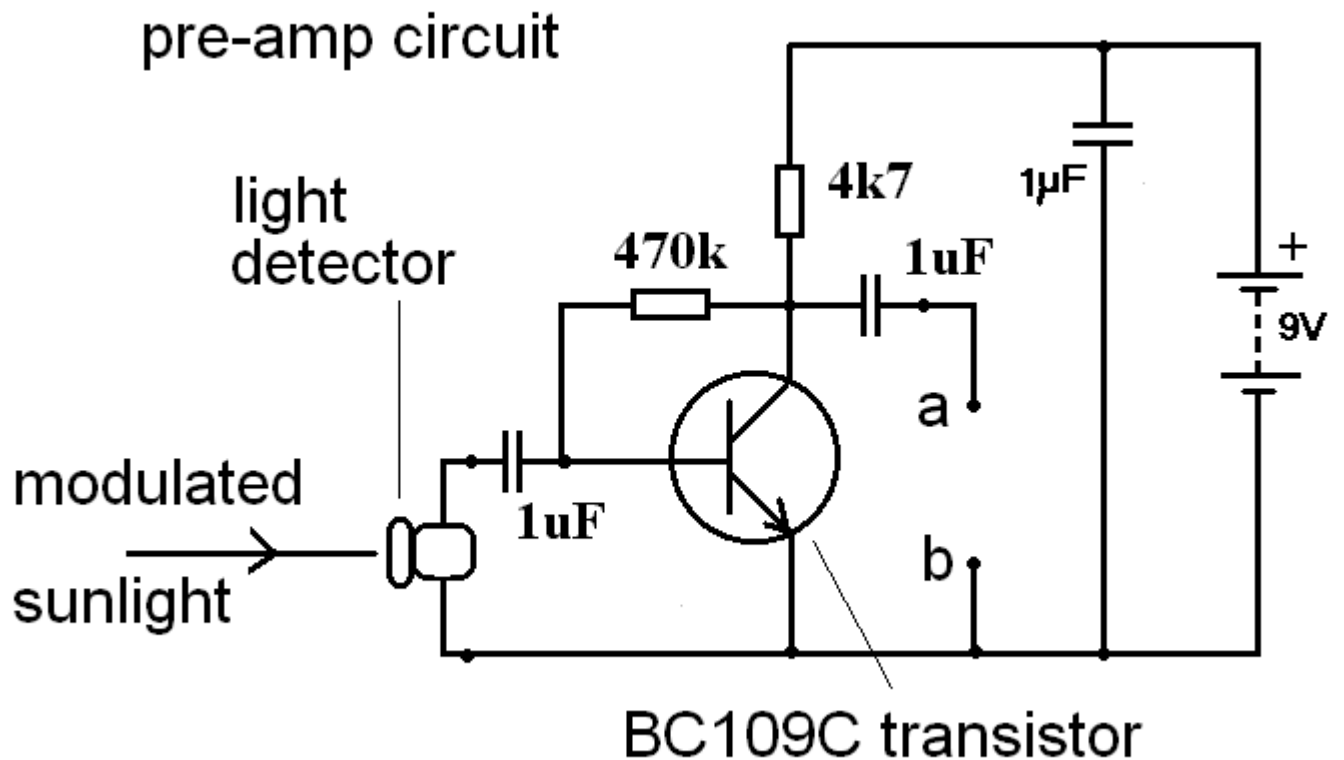 pre-amp circuit
light
detector
470k
4k7
1uF
1µF
+
9V
a
b
modulated
sunlight
1uF
BC109C transistor